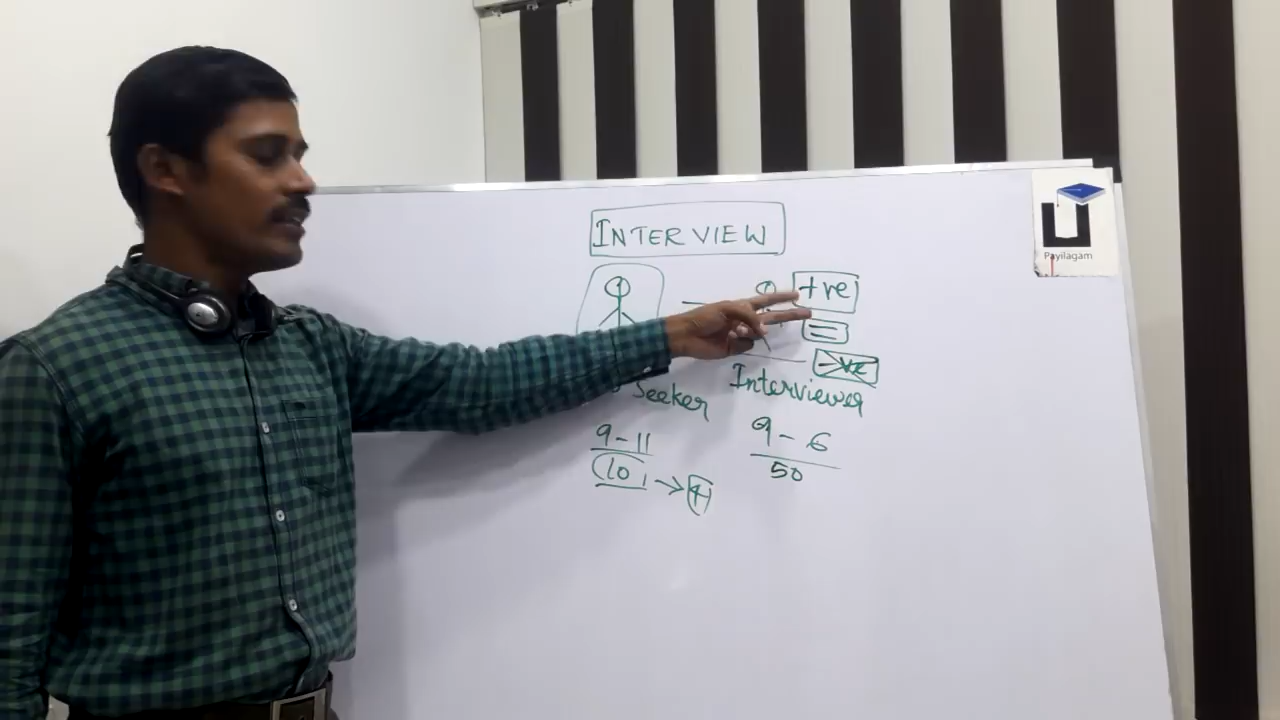 INTERVIEW
+ve
=
-ve
Seeker
Interviewer
9-11
9-6
10
50
Payilagam